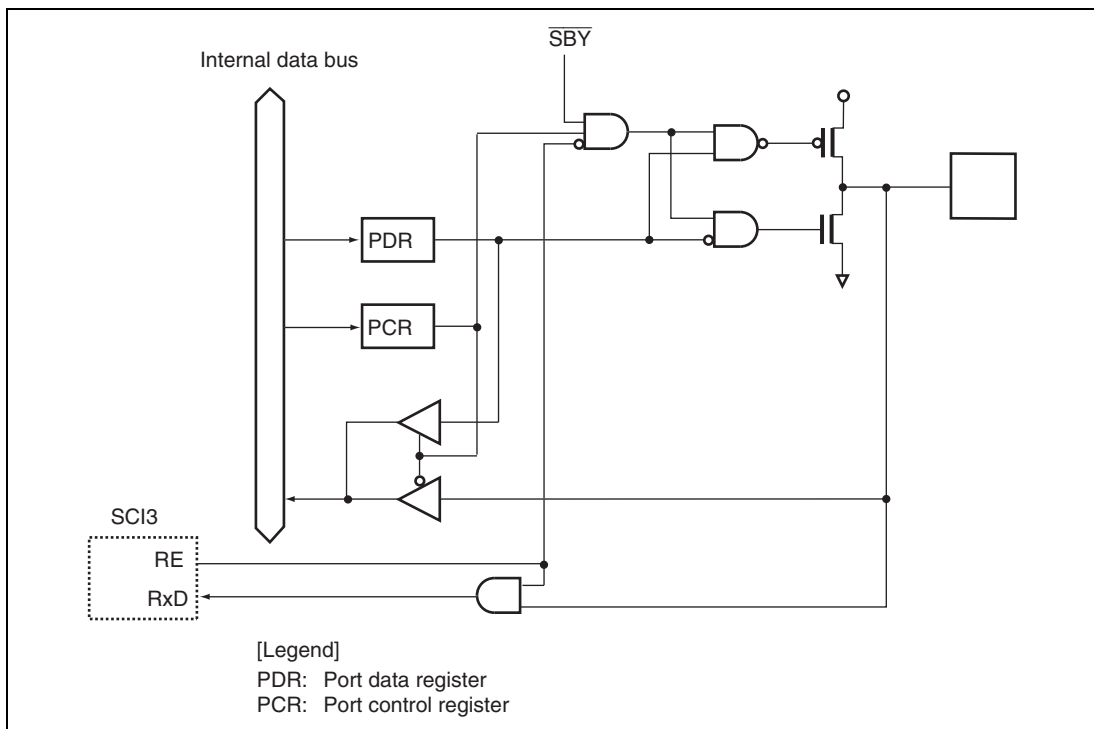 SBY
Internal data bus
PDR
PCR
SCI3
RE
RxD
[Legend]
PDR: Port data register
PCR: Port control register